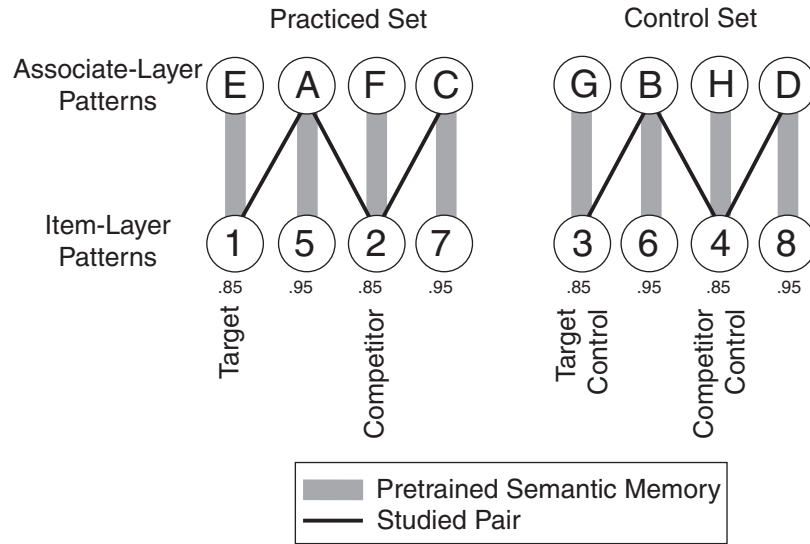 Practiced Set
Control Set
Associate-Layer
Patterns
E A F C
G B H D
Item-Layer
Patterns
1 5 2 7
3 6 4 8
.85 .95 .85 .95
.85 .95 .85 .95
Target
Competitor
Target
Control
Competitor
Control
Pretrained Semantic Memory
Studied Pair